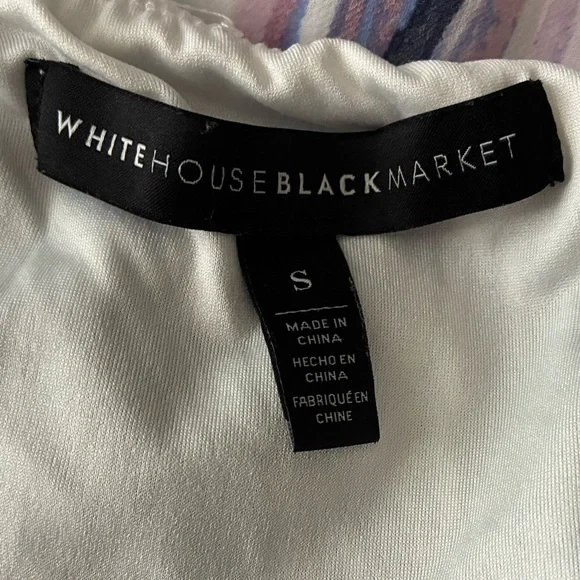 WHITEHOUSEBLACKMARKET
S
MADE IN
CHINA
HECHO EN
CHINA
FABRIQUÉ EN
CHINE